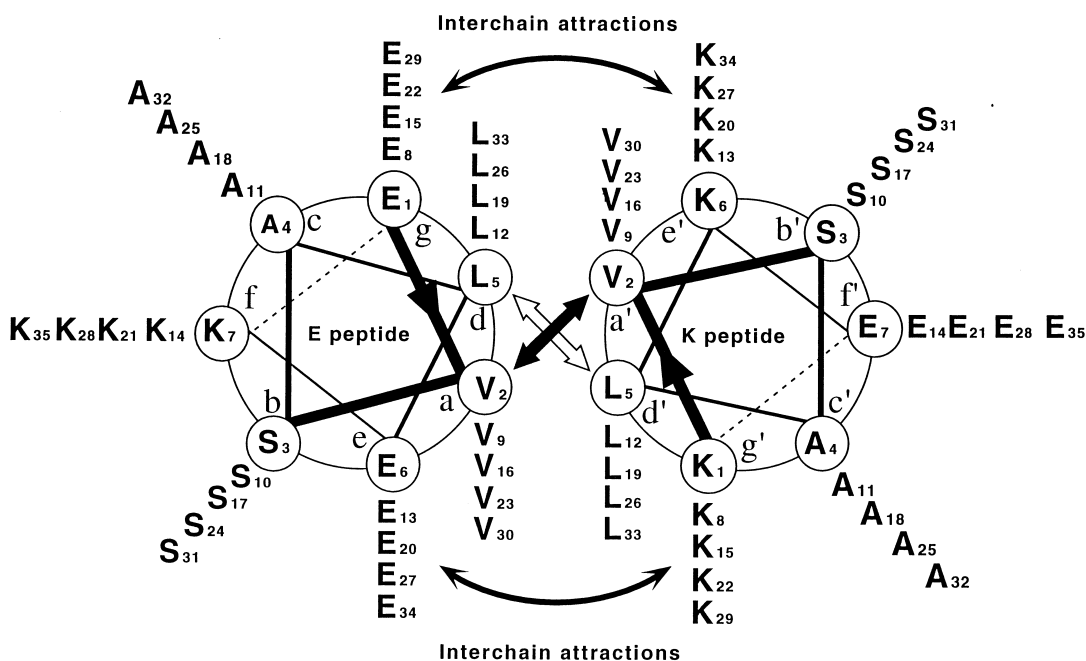 Interchain attractions
E29
E22
E15
E8
K34
K27
K20
K13
A32
A25
A18
A11
L33
L26
L19
L12
V30
V23
V16
V9
S31
S24
S17
S10
E1
K6
A4 c
g
e'
b' S3
L5
V2
f
d
a'
f'
K35 K28 K21 K14 K7
E peptide
K peptide
E7 E14 E21 E28 E35
b
a
V2
L5
d'
c'
S3
e
E6
g'
K1
A4
S10
S17
S24
S31
V9
V16
V23
V30
L12
L19
L26
L33
A11
A18
A25
A32
E13
E20
E27
E34
K8
K15
K22
K29
Interchain attractions